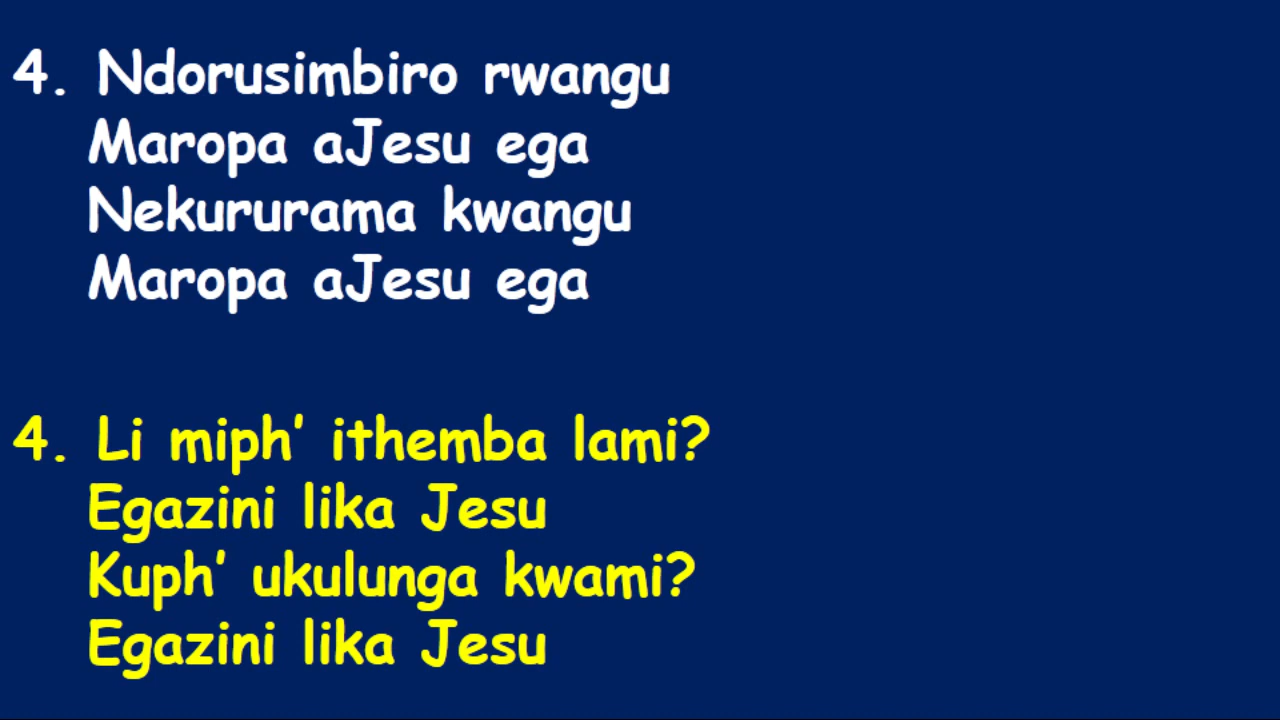 4. Ndorusimbiro rwangu
Maropa aJesu ega
Nekururama kwangu
Maropa aJesu ega
4. Li miph' ithemba lami?
Egazini lika Jesu
Kuph' ukulunga kwami?
Egazini lika Jesu